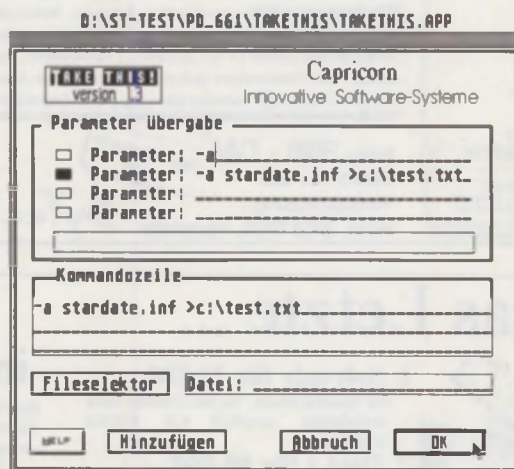 D:\ST-TEST\PD_661\TAKETHIS\TAKETHIS.APP
TAKE THIS!
version 1.3
Capricorn
Innovative Software-Systeme
Parameter Übergabe
Parameter: -a
Parameter: -a stardate.inf >c:\test.txt
Parameter:
Parameter:
Kommandozeile
-a stardate.inf >c:\test.txt
Fileselektor
Datei:
HELP
Hinzufügen
Abbruch
OK